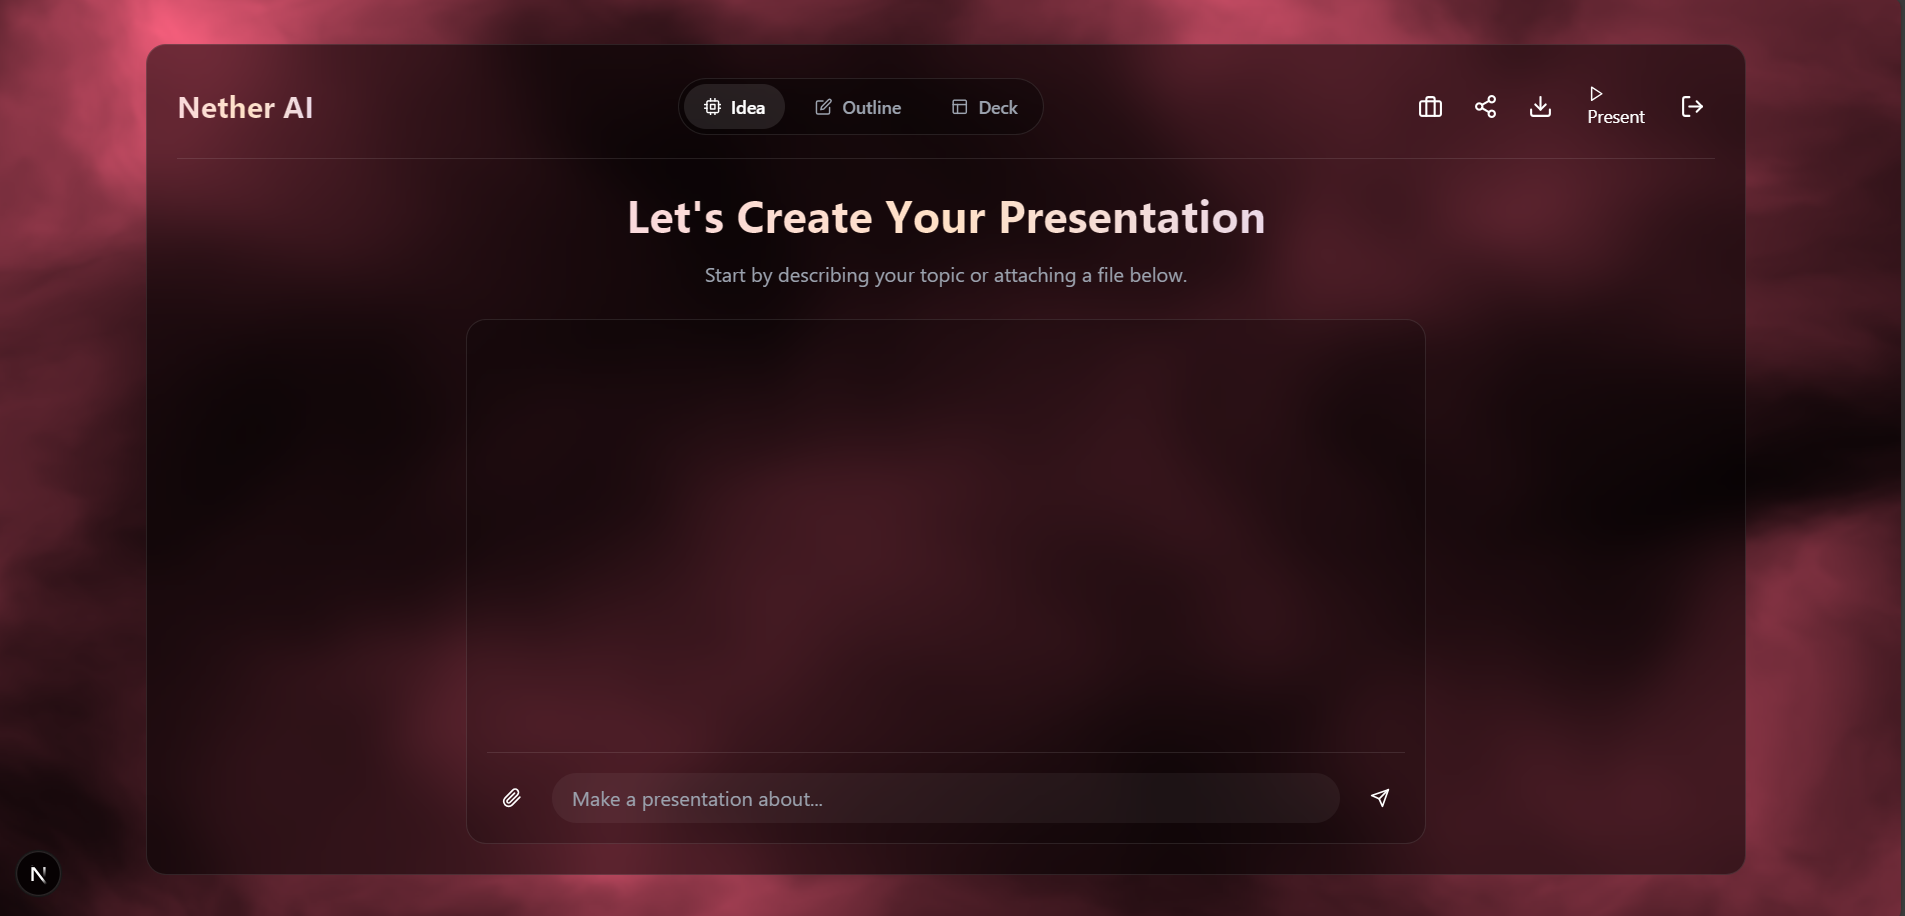 Nether AI
Idea
Outline
Deck
Present
Let's Create Your Presentation
Start by describing your topic or attaching a file below.
Make a presentation about...
N